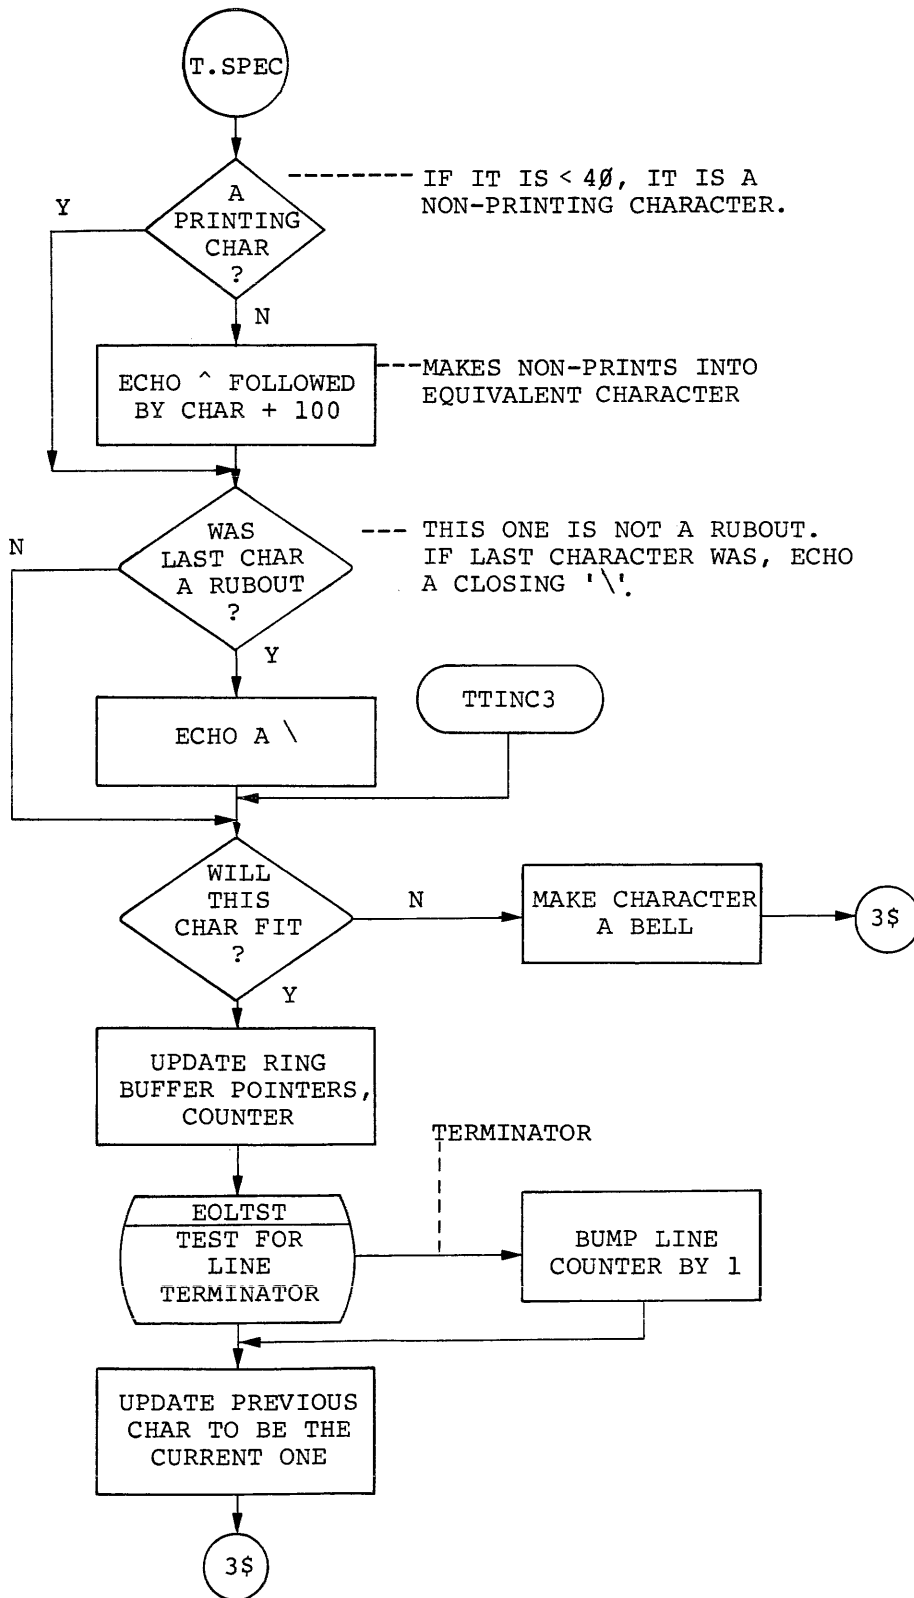 T.SPEC
A
PRINTING
CHAR
?
IF IT IS < 4Ø, IT IS A
NON-PRINTING CHARACTER.
Y
N
ECHO ^ FOLLOWED
BY CHAR + 100
MAKES NON-PRINTS INTO
EQUIVALENT CHARACTER
WAS
LAST CHAR
A RUBOUT
?
THIS ONE IS NOT A RUBOUT.
IF LAST CHARACTER WAS, ECHO
A CLOSING '\'.
N
Y
ECHO A \
TTINC3
WILL
THIS
CHAR FIT
?
N
MAKE CHARACTER
A BELL
3$
Y
UPDATE RING
BUFFER POINTERS,
COUNTER
TERMINATOR
EOLTST
TEST FOR
LINE
TERMINATOR
BUMP LINE
COUNTER BY 1
UPDATE PREVIOUS
CHAR TO BE THE
CURRENT ONE
3$